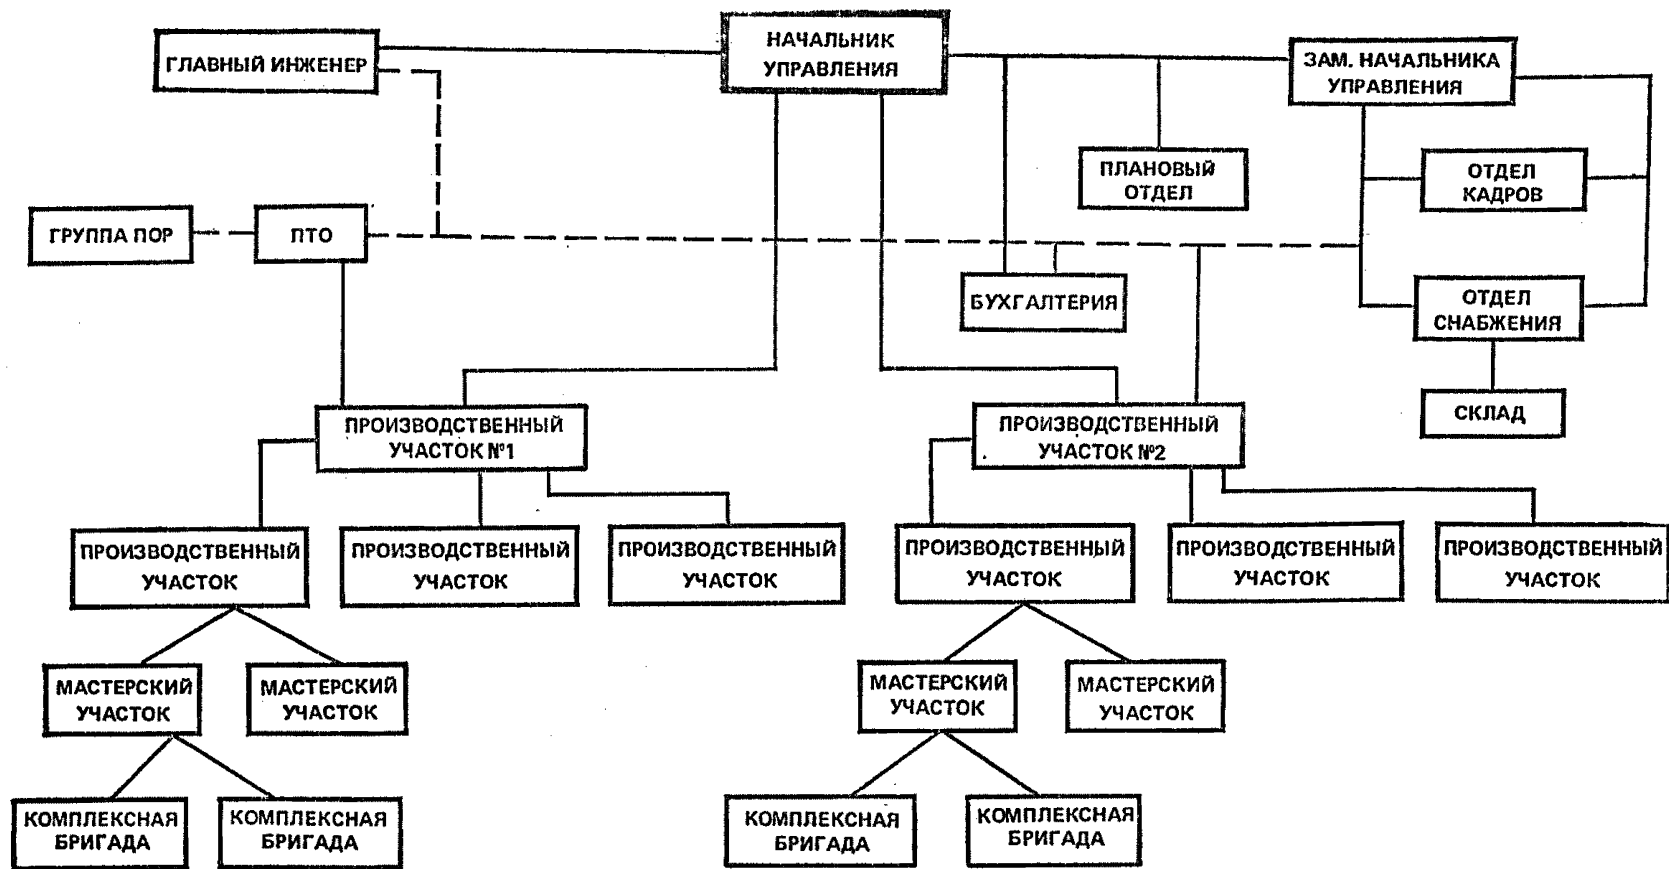 НАЧАЛЬНИК
УПРАВЛЕНИЯ
ГЛАВНЫЙ ИНЖЕНЕР
ЗАМ. НАЧАЛЬНИКА
УПРАВЛЕНИЯ
ПЛАНОВЫЙ
ОТДЕЛ
ОТДЕЛ
КАДРОВ
ГРУППА ПОР
ПТО
БУХГАЛТЕРИЯ
ОТДЕЛ
СНАБЖЕНИЯ
СКЛАД
ПРОИЗВОДСТВЕННЫЙ
УЧАСТОК №1
ПРОИЗВОДСТВЕННЫЙ
УЧАСТОК №2
ПРОИЗВОДСТВЕННЫЙ
УЧАСТОК
ПРОИЗВОДСТВЕННЫЙ
УЧАСТОК
ПРОИЗВОДСТВЕННЫЙ
УЧАСТОК
ПРОИЗВОДСТВЕННЫЙ
УЧАСТОК
ПРОИЗВОДСТВЕННЫЙ
УЧАСТОК
ПРОИЗВОДСТВЕННЫЙ
УЧАСТОК
МАСТЕРСКИЙ
УЧАСТОК
МАСТЕРСКИЙ
УЧАСТОК
МАСТЕРСКИЙ
УЧАСТОК
МАСТЕРСКИЙ
УЧАСТОК
КОМПЛЕКСНАЯ
БРИГАДА
КОМПЛЕКСНАЯ
БРИГАДА
КОМПЛЕКСНАЯ
БРИГАДА
КОМПЛЕКСНАЯ
БРИГАДА